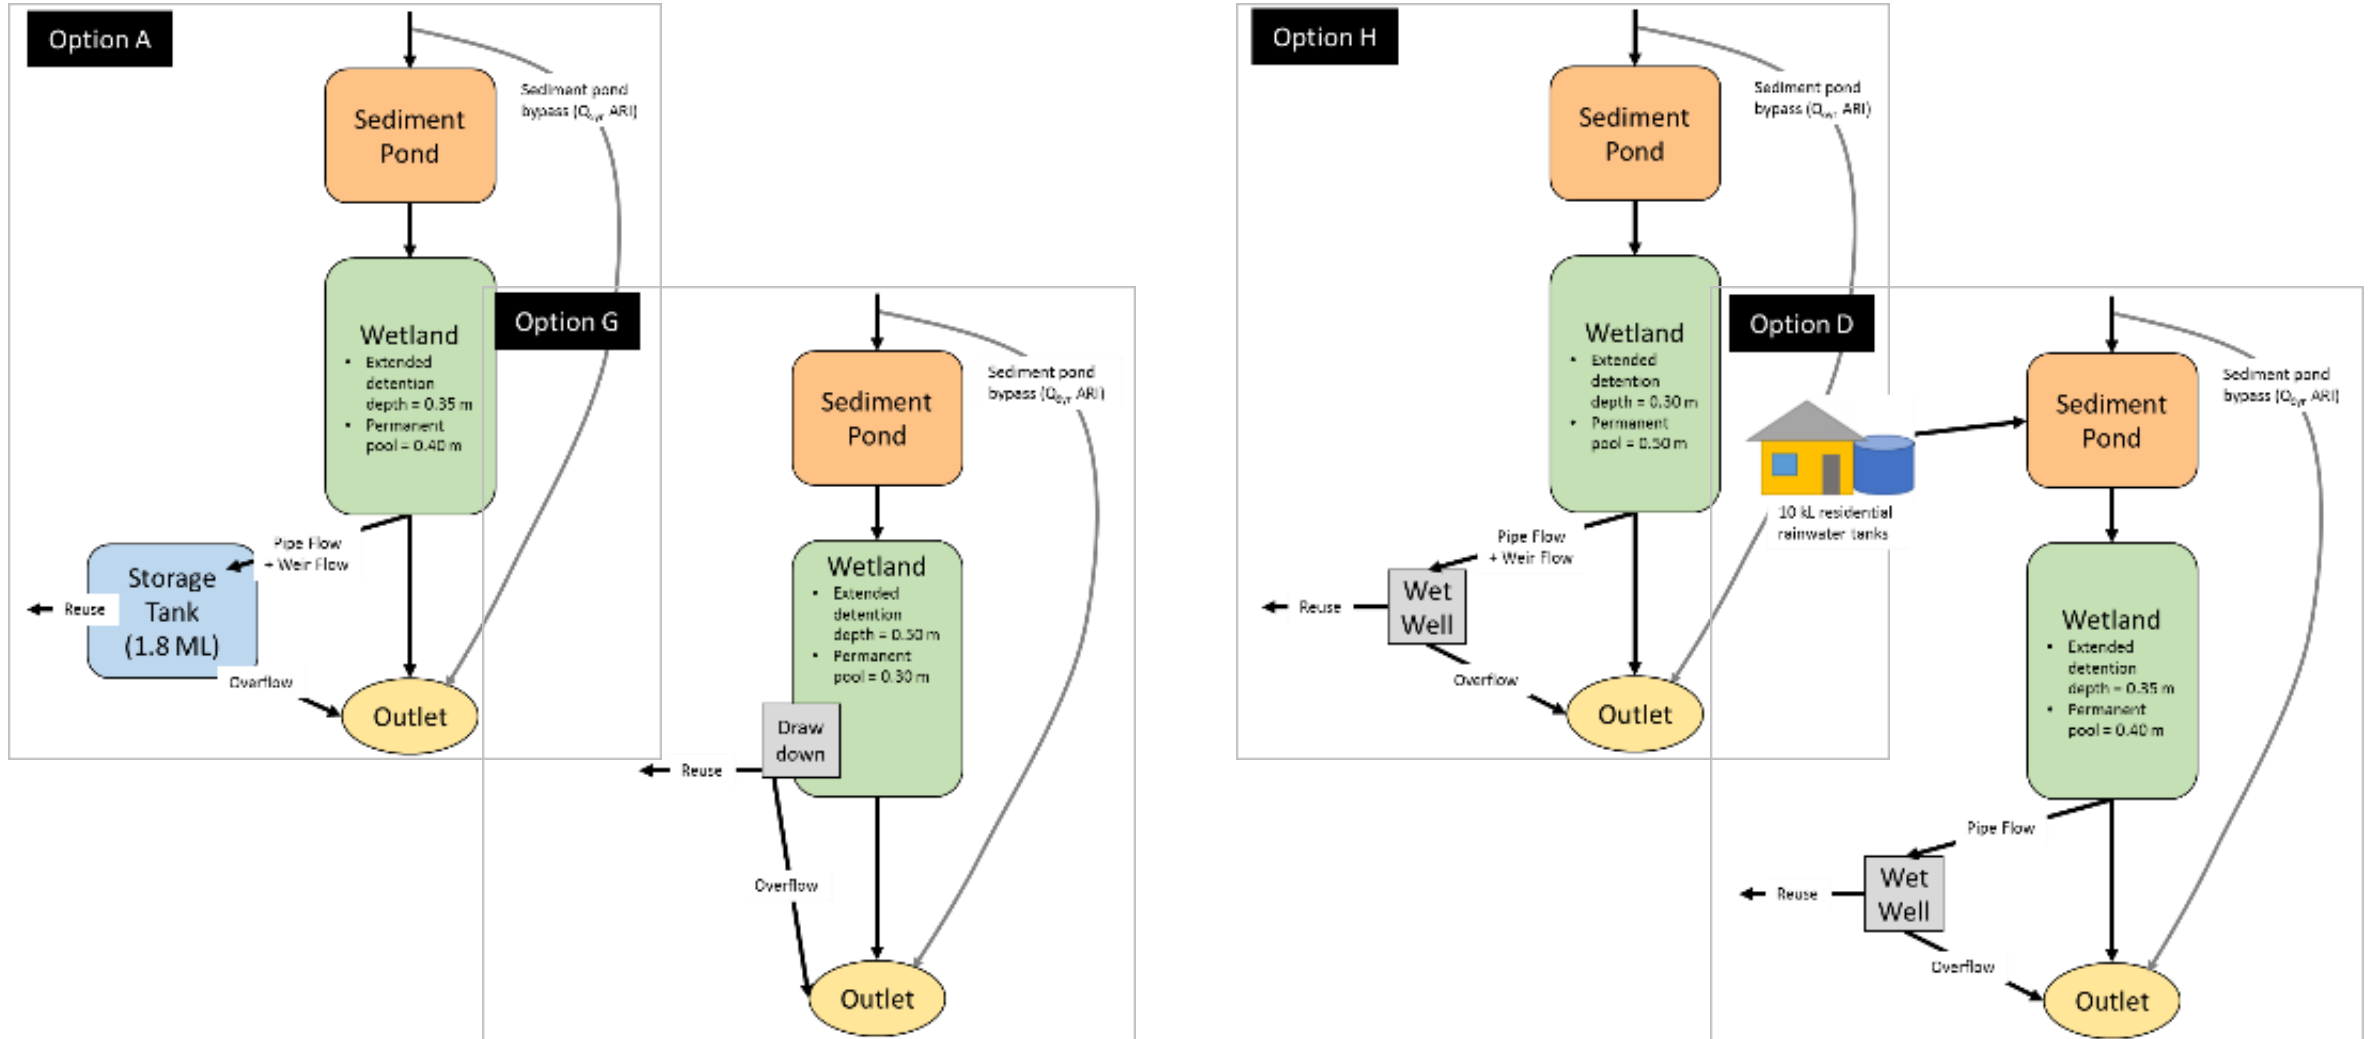 Option A
Sediment pond
bypass (Q ARI)
Sediment
Pond
Wetland
• Extended
detention
depth = 0.35 m
• Permanent
pool = 0.40 m
Pipe Flow
+ Weir Flow
Storage
Tank
(1.8 ML)
Reuse
Overflow
Outlet
Option G
Sediment pond
bypass (Q ARI)
Sediment
Pond
Wetland
• Extended
detention
depth = 0.50 m
• Permanent
pool = 0.30 m
Draw
down
Reuse
Overflow
Outlet
Option H
Sediment pond
bypass (Q ARI)
Sediment
Pond
Wetland
• Extended
detention
depth = 0.30 m
• Permanent
pool = 0.50 m
Pipe Flow
+ Weir Flow
Wet
Well
Reuse
Overflow
Outlet
Option D
Sediment pond
bypass (Q ARI)
Sediment
Pond
10 kL residential
rainwater tanks
Wetland
• Extended
detention
depth = 0.35 m
• Permanent
pool = 0.40 m
Pipe Flow
Wet
Well
Reuse
Overflow
Outlet